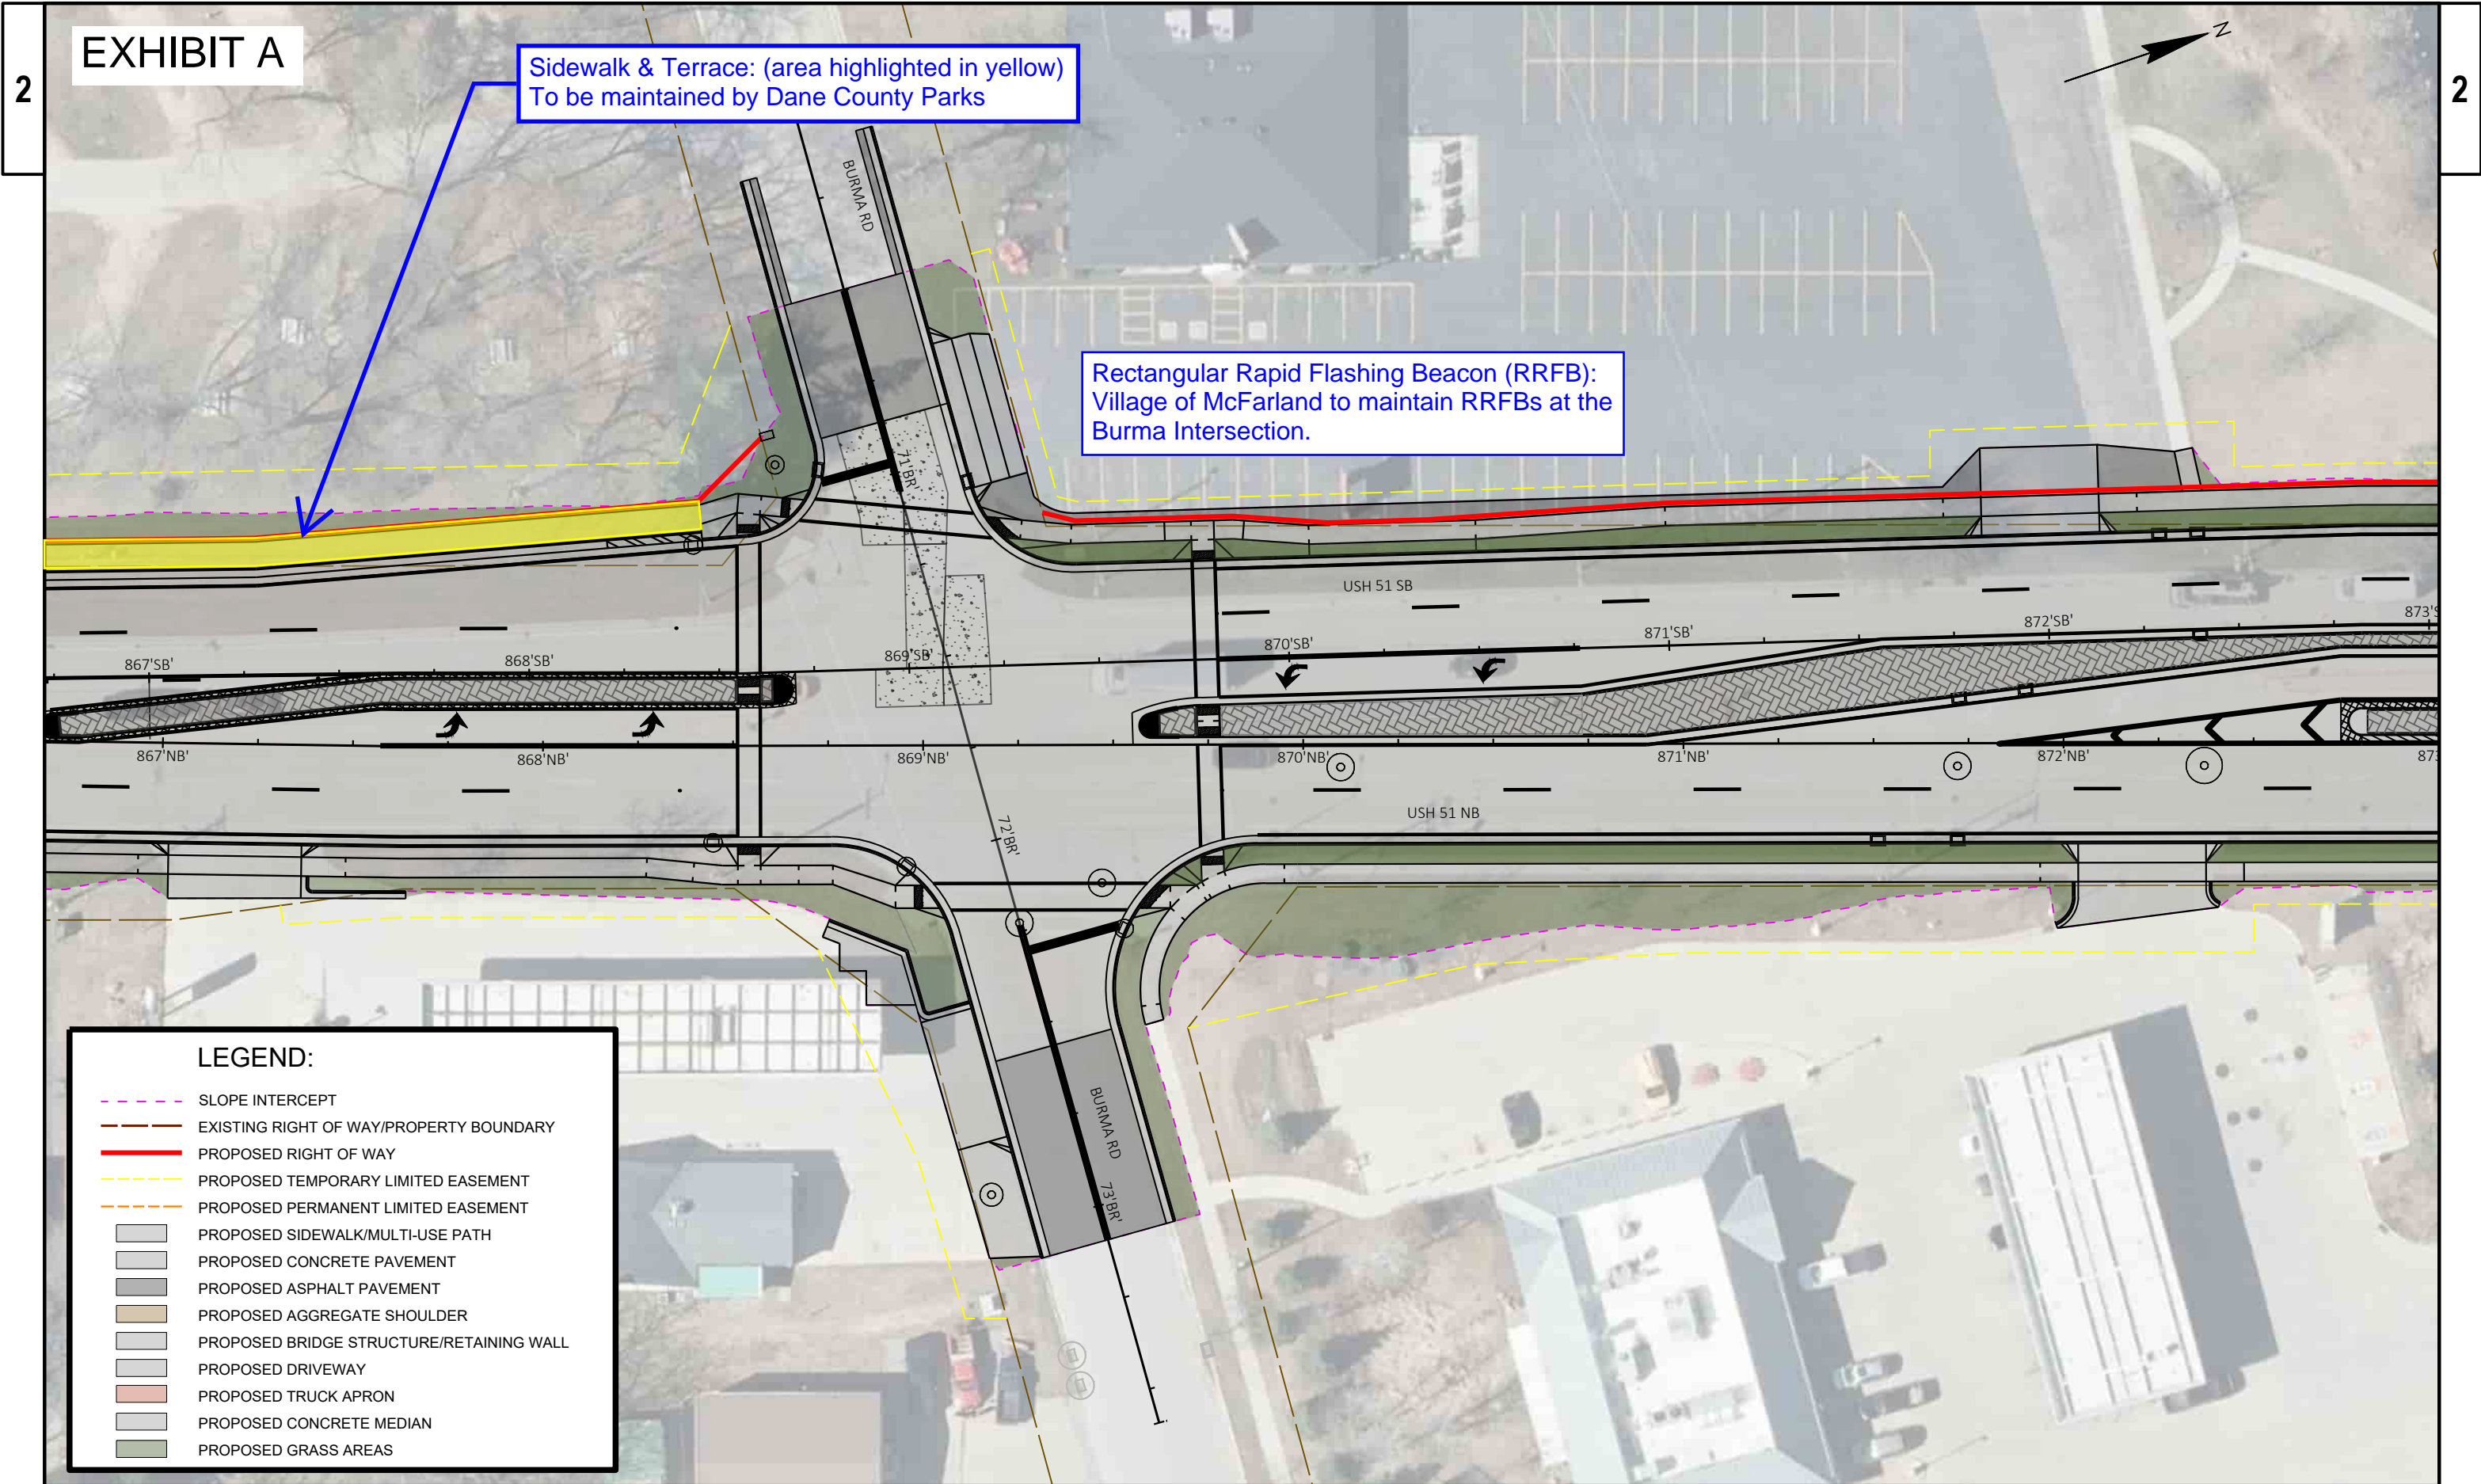 2
EXHIBIT A
Sidewalk & Terrace: (area highlighted in yellow)
To be maintained by Dane County Parks
N
2
BURMA RD
Rectangular Rapid Flashing Beacon (RRFB):
Village of McFarland to maintain RRFBs at the
Burma Intersection.
71'BR'
USH 51 SB
867'SB'
868'SB'
869'SB'
870'SB'
871'SB'
872'SB'
873'S
867'NB'
868'NB'
869'NB'
870'NB'
871'NB'
872'NB'
873
USH 51 NB
72'BR'
BURMA RD
73'BR'
LEGEND:
SLOPE INTERCEPT
EXISTING RIGHT OF WAY/PROPERTY BOUNDARY
PROPOSED RIGHT OF WAY
PROPOSED TEMPORARY LIMITED EASEMENT
PROPOSED PERMANENT LIMITED EASEMENT
PROPOSED SIDEWALK/MULTI-USE PATH
PROPOSED CONCRETE PAVEMENT
PROPOSED ASPHALT PAVEMENT
PROPOSED AGGREGATE SHOULDER
PROPOSED BRIDGE STRUCTURE/RETAINING WALL
PROPOSED DRIVEWAY
PROPOSED TRUCK APRON
PROPOSED CONCRETE MEDIAN
PROPOSED GRASS AREAS